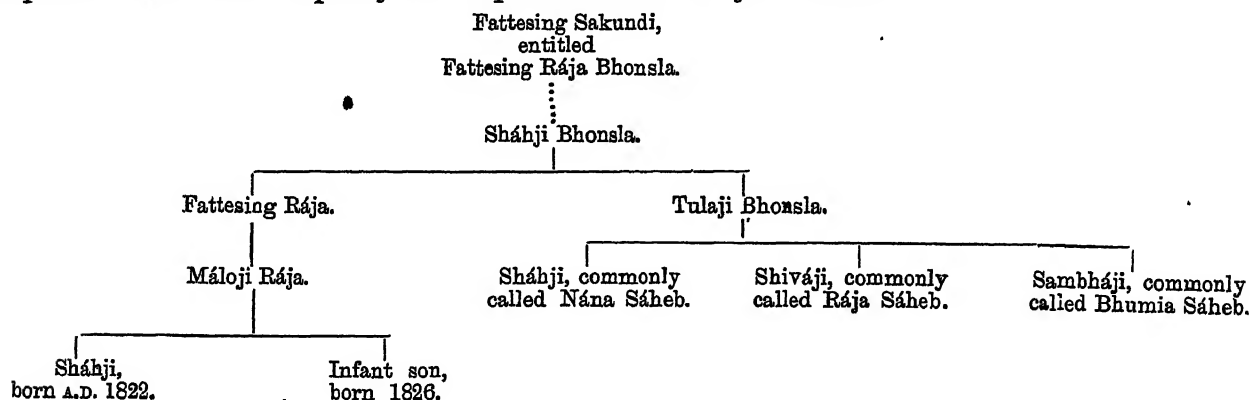 Fattesing Sakundi,
entitled
Fattesing Rája Bhonsla.
Sháhji Bhonsla.
Fattesing Rája.
Tulaji Bhonsla.
Máloji Rája.
Sháhji, commonly
called Nána Sáheb.
Shiváji, commonly
called Rája Sáheb.
Sambháji, commonly
called Bhumia Sáheb.
Sháhji,
born A.D. 1822.
Infant son,
born 1826.